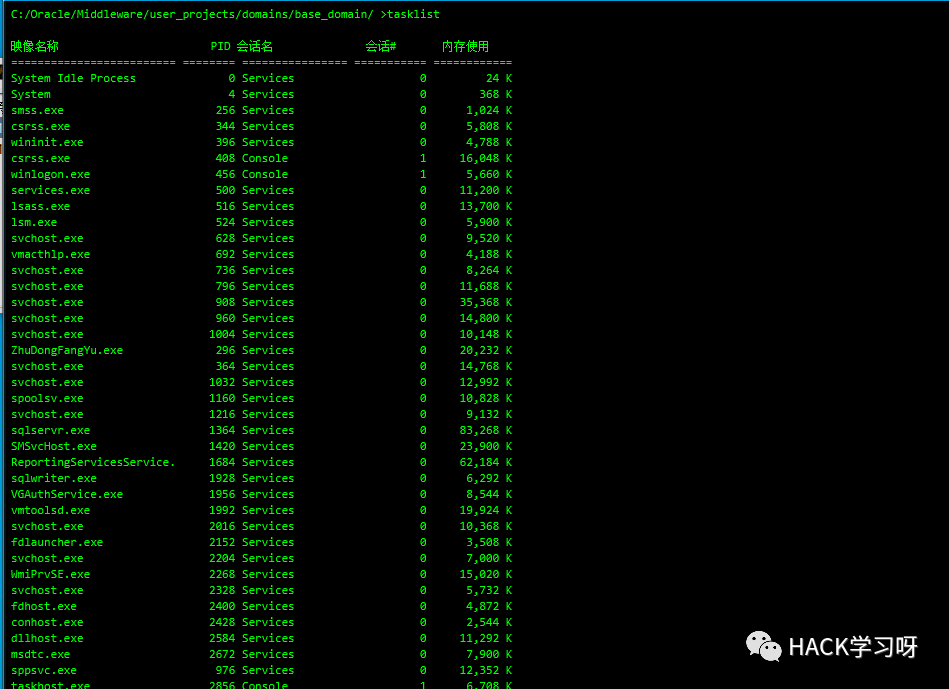 C:/Oracle/Middleware/user_projects/domains/base_domain/ >tasklist
映像名称 PID 会话名 会话# 内存使用
========================= ======== ================ =========== ============
System Idle Process 0 Services 0 24 K
System 4 Services 0 368 K
smss.exe 256 Services 0 1,024 K
csrss.exe 344 Services 0 5,808 K
wininit.exe 396 Services 0 4,788 K
csrss.exe 408 Console 1 16,048 K
winlogon.exe 456 Console 1 5,660 K
services.exe 500 Services 0 11,200 K
lsass.exe 516 Services 0 13,700 K
lsm.exe 524 Services 0 5,900 K
svchost.exe 628 Services 0 9,520 K
vmacthlp.exe 692 Services 0 4,188 K
svchost.exe 736 Services 0 8,264 K
svchost.exe 796 Services 0 11,688 K
svchost.exe 908 Services 0 35,368 K
svchost.exe 960 Services 0 14,800 K
svchost.exe 1004 Services 0 10,148 K
ZhuDongFangYu.exe 296 Services 0 20,232 K
svchost.exe 364 Services 0 14,768 K
svchost.exe 1032 Services 0 12,992 K
spoolsv.exe 1160 Services 0 10,828 K
svchost.exe 1216 Services 0 9,132 K
sqlservr.exe 1364 Services 0 83,268 K
SMSvcHost.exe 1420 Services 0 23,900 K
ReportingServicesService. 1684 Services 0 62,184 K
sqlwriter.exe 1928 Services 0 6,292 K
VGAuthService.exe 1956 Services 0 8,544 K
vmtoolsd.exe 1992 Services 0 19,924 K
svchost.exe 2016 Services 0 10,368 K
fdlauncher.exe 2152 Services 0 3,508 K
svchost.exe 2204 Services 0 7,000 K
WmiPrvSE.exe 2268 Services 0 15,020 K
svchost.exe 2328 Services 0 5,732 K
fdhost.exe 2400 Services 0 4,872 K
conhost.exe 2428 Services 0 2,544 K
dllhost.exe 2584 Services 0 11,292 K
msdtc.exe 2672 Services 0 7,900 K
sppsvc.exe 976 Services 0 12,352 K
taskhost.exe 2856 Console 1 6,708 K
HACK学习呀